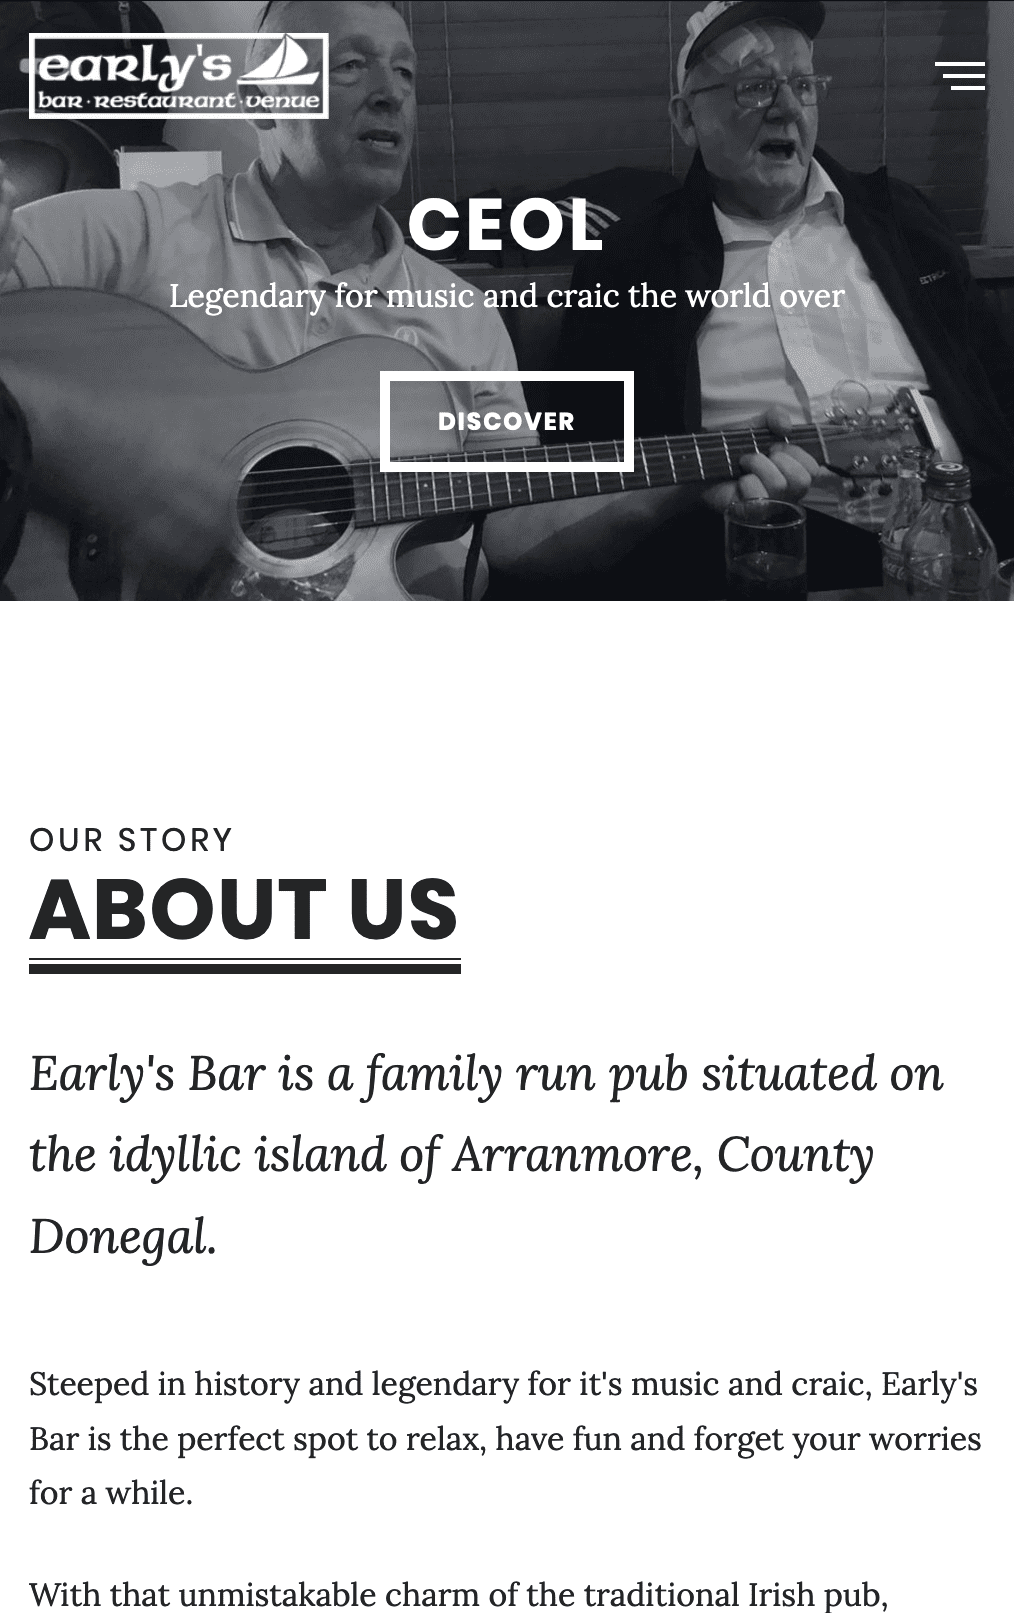 early's
bar · restaurant · venue
CEOL
Legendary for music and craic the world over
DISCOVER
OUR STORY
ABOUT US
Early's Bar is a family run pub situated on
the idyllic island of Arranmore, County
Donegal.
Steeped in history and legendary for it's music and craic, Early's
Bar is the perfect spot to relax, have fun and forget your worries
for a while.
With that unmistakable charm of the traditional Irish pub,